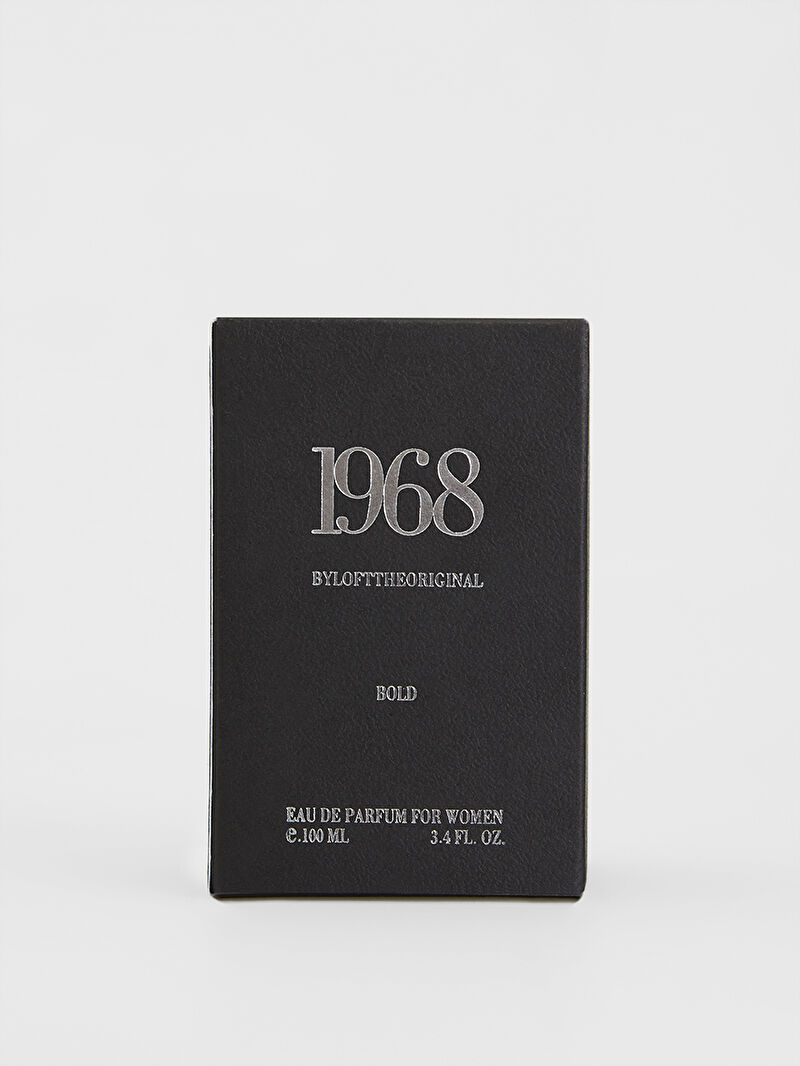 1968
BYLOFTTHEORIGINAL
BOLD
EAU DE PARFUM FOR WOMEN
e.100 ML 3.4 FL. OZ.